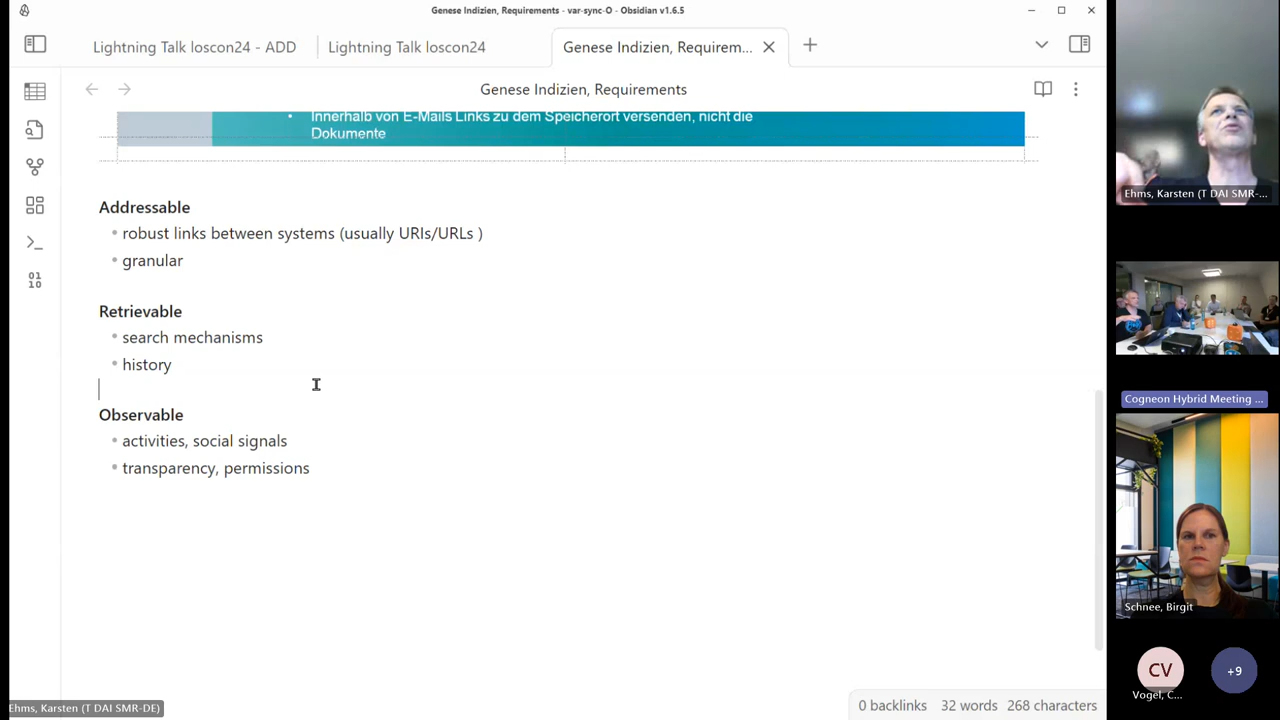 Genese Indizien, Requirements - var-sync-O - Obsidian v1.6.5
Lightning Talk loscon24 - ADD
Lightning Talk loscon24
Genese Indizien, Requirem...
Genese Indizien, Requirements
• Innerhalb von E-Mails Links zu dem Speicherort versenden, nicht die
Dokumente
Addressable
• robust links between systems (usually URIs/URLs )
• granular
Retrievable
• search mechanisms
• history
Observable
• activities, social signals
• transparency, permissions
0 backlinks 32 words 268 characters
Ehms, Karsten (T DAI SMR-DE)
Ehms, Karsten (T DAI SMR-...
Cogneon Hybrid Meeting ...
Schnee, Birgit
CV
Vogel, C...
+9